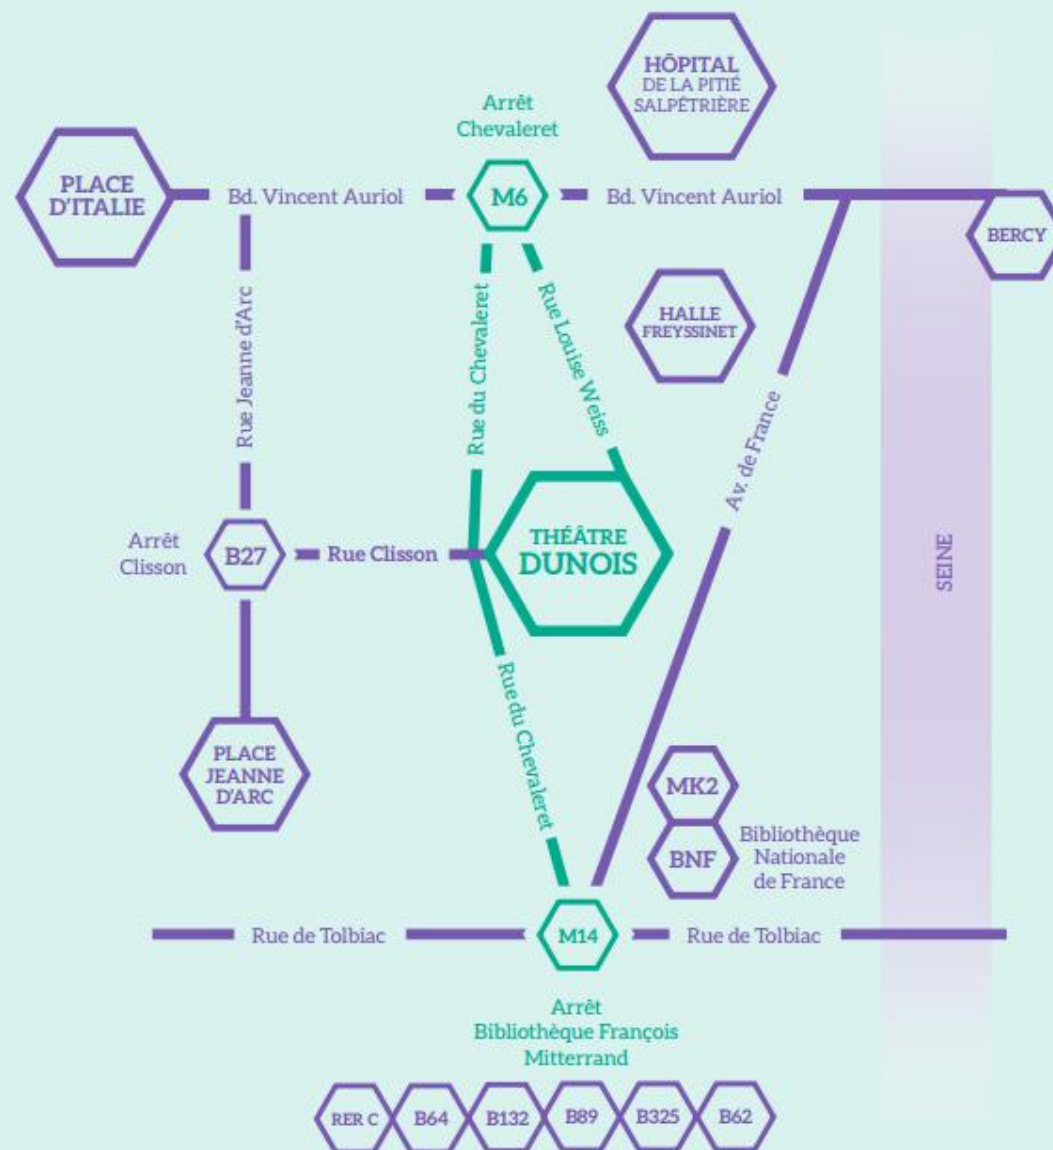 HÔPITAL
DE LA PITIÉ
SALPÉTRIÈRE
Arrêt
Chevaleret
PLACE
D'ITALIE
Bd. Vincent Auriol
M6
Bd. Vincent Auriol
BERCY
Rue Jeanne d'Arc
Rue du Chevaleret
Rue Louise Weiss
HALLE
FREYSSINET
Av. de France
SEINE
Arrêt
Clisson
B27
Rue Clisson
THÉÂTRE
DUNOIS
Rue du Chevaleret
PLACE
JEANNE
D'ARC
MK2
BNF
Bibliothèque
Nationale
de France
Rue de Tolbiac
M14
Rue de Tolbiac
Arrêt
Bibliothèque François
Mitterrand
RER C
B64
B132
B89
B325
B62